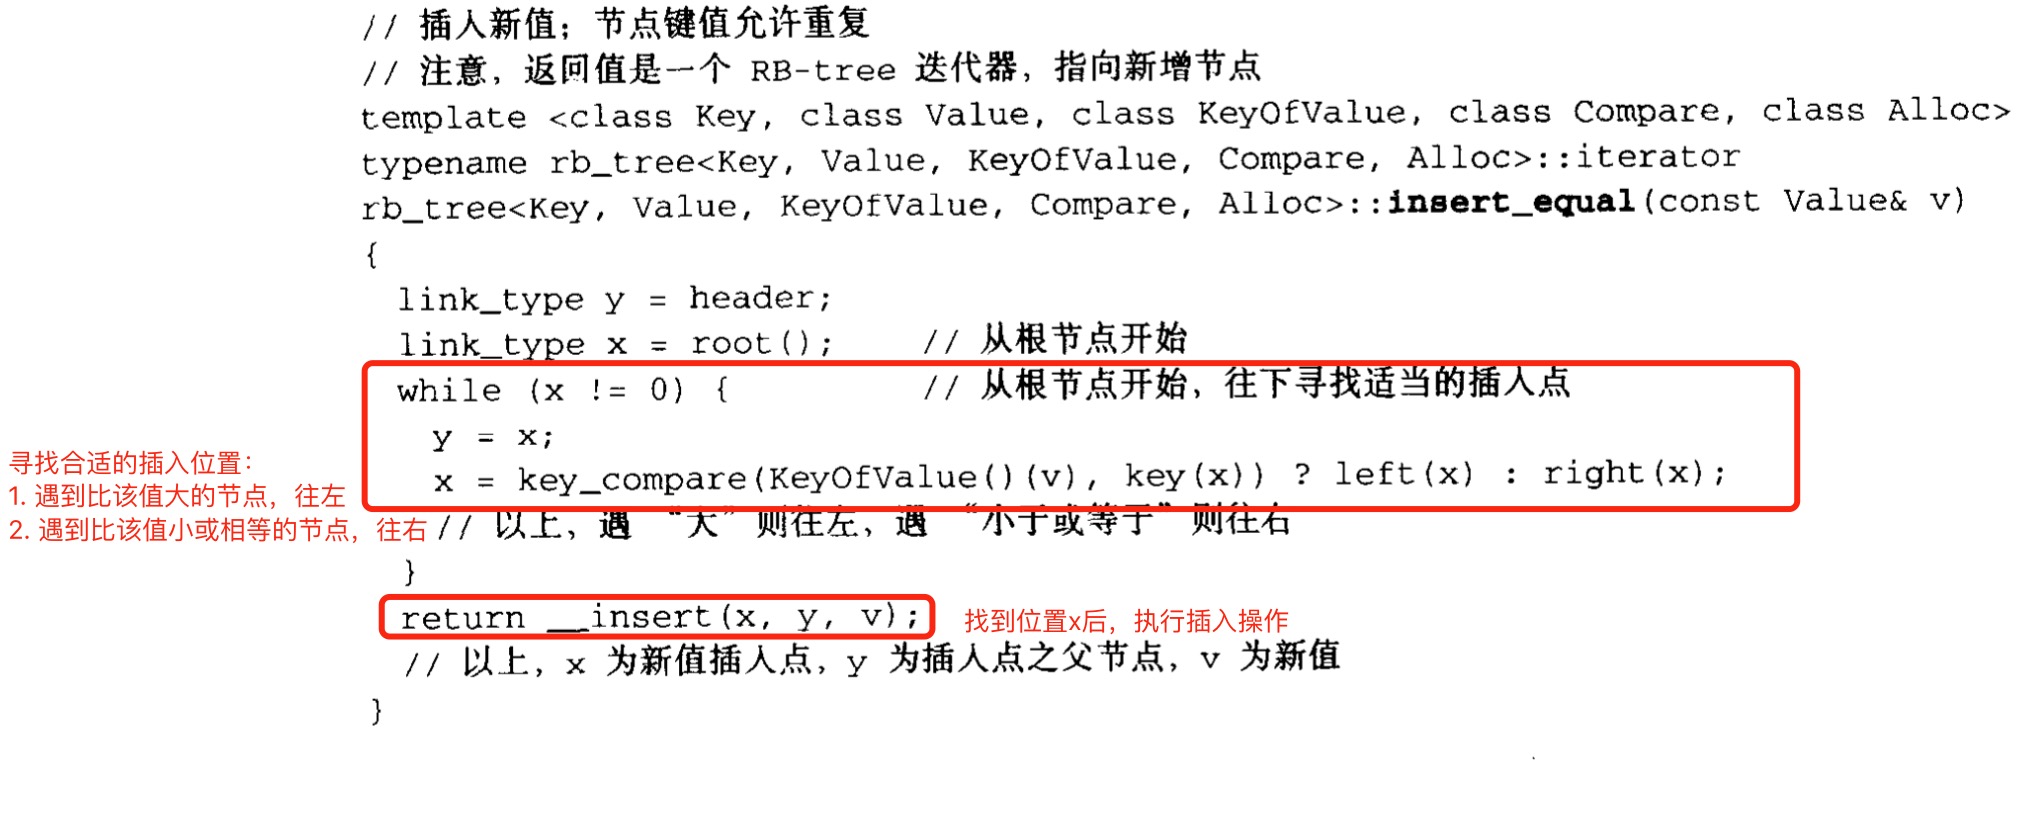 // 插入新值；节点键值允许重复
// 注意，返回值是一个 RB-tree 迭代器，指向新增节点
template <class Key, class Value, class KeyOfValue, class Compare, class Alloc>
typename rb_tree<Key, Value, KeyOfValue, Compare, Alloc>::iterator
rb_tree<Key, Value, KeyOfValue, Compare, Alloc>::insert_equal(const Value& v)
{
link_type y = header;
link_type x = root(); // 从根节点开始
while (x != 0) { // 从根节点开始，往下寻找适当的插入点
y = x;
寻找合适的插入位置：
x = key_compare(KeyOfValue()(v), key(x)) ? left(x) : right(x);
1. 遇到比该值大的节点，往左
2. 遇到比该值小或相等的节点，往右
// 以上，遇 “大”则往左，遇 “小于或等于”则往右
}
return __insert(x, y, v);
找到位置x后，执行插入操作
// 以上，x 为新值插入点，y 为插入点之父节点，v 为新值
}